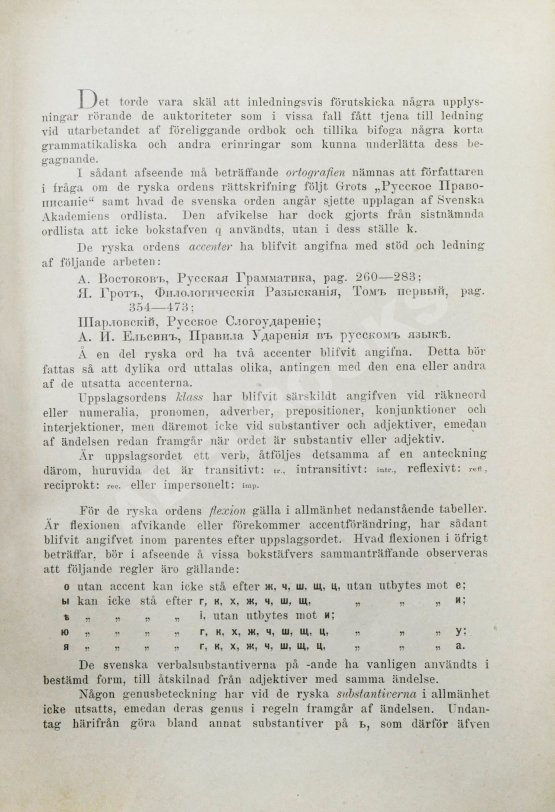 Det torde vara skäl att inledningsvis förutskicka några upplys-
ningar rörande de auktoriteter som i vissa fall fått tjena till ledning
vid utarbetandet af föreliggande ordbok och tillika bifoga några korta
grammatikaliska och andra erinringar som kunna underlätta dess be-
gagnande.
I sådant afseende må beträffande ortografien nämnas att författaren
i fråga om de ryska ordens rättskrifning följt Grots „Русское Право-
писаніе“ samt hvad de svenska orden angår sjette upplagan af Svenska
Akademiens ordlista. Den afvikelse har dock gjorts från sistnämnda
ordlista att icke bokstafven q användts, utan i dess ställe k.
De ryska ordens accenter ha blifvit angifna med stöd och ledning
af följande arbeten:
А. Востоковъ, Русская Грамматика, pag. 260—283;
Я. Гротъ, Филологическія Разысканія, Томъ первый, pag.
354—473;
Шарловскій, Русское Слогоудареніе;
А. И. Ельсинъ, Правила Ударенія въ русскомъ языкѣ.
Å en del ryska ord ha två accenter blifvit angifna. Detta bör
fattas så att dylika ord uttalas olika, antingen med den ena eller andra
af de utsatta accenterna.
Uppslagsordens klass har blifvit särskildt angifven vid räkneord
eller numeralia, pronomen, adverber, prepositioner, konjunktioner och
interjektioner, men däremot icke vid substantiver och adjektiver, emedan
af ändelsen redan framgår när ordet är substantiv eller adjektiv.
Är uppslagsordet ett verb, åtföljes detsamma af en anteckning
därom, huruvida det är transitivt: tr., intransitivt: intr., reflexivt: refl.,
reciprokt: rec. eller impersonelt: imp.
För de ryska ordens flexion gälla i allmänhet nedanstående tabeller.
Är flexionen afvikande eller förekommer accentförändring, har sådant
blifvit angifvet inom parentes efter uppslagsordet. Hvad flexionen i öfrigt
beträffar, bör i afseende å vissa bokstäfvers sammanträffande observeras
att följande regler äro gällande:
о utan accent kan icke stå efter ж, ч, ш, щ, ц, utan utbytes mot е;
ы kan icke stå efter г, к, х, ж, ч, ш, щ, „ „ „ и;
ѣ „ „ „ „ і, utan utbytes mot и;
ю „ „ „ „ г, к, х, ж, ч, ш, щ, ц, „ „ „ у;
я „ „ „ „ г, к, х, ж, ч, ш, щ, ц, „ „ „ а.
De svenska verbalsubstantiverna på -ande ha vanligen användts i
bestämd form, till åtskilnad från adjektiver med samma ändelse.
Någon genusbeteckning har vid de ryska substantiverna i allmänhet
icke utsatts, emedan deras genus i regeln framgår af ändelsen. Undan-
tag härifrån göra bland annat substantiver på ь, som därför äfven